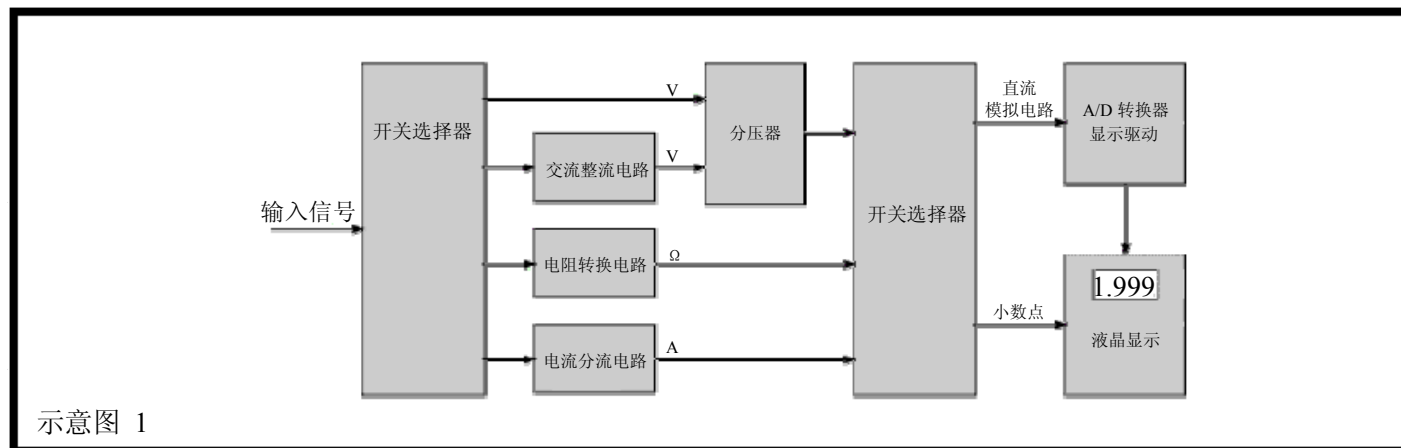 V
直流
模拟电路
A/D 转换器
显示驱动
开关选择器
分压器
交流整流电路
V
输入信号
开关选择器
电阻转换电路
Ω
1.999
小数点
液晶显示
电流分流电路
A
示意图 1